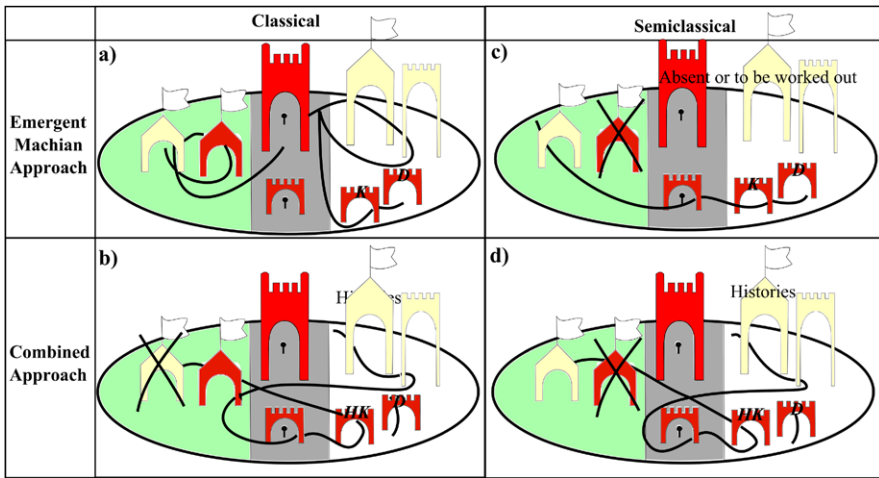 Classical
Semiclassical
Emergent
Machian
Approach
a)
K
D
c)
Absent or to be worked out
K
D
Combined
Approach
b)
HK
'D
d)
Histories
HK
'D